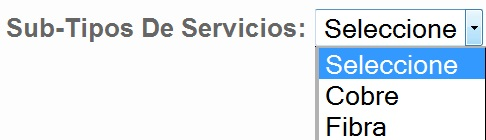 Sub-Tipos De Servicios: Seleccione
Seleccione
Cobre
Fibra